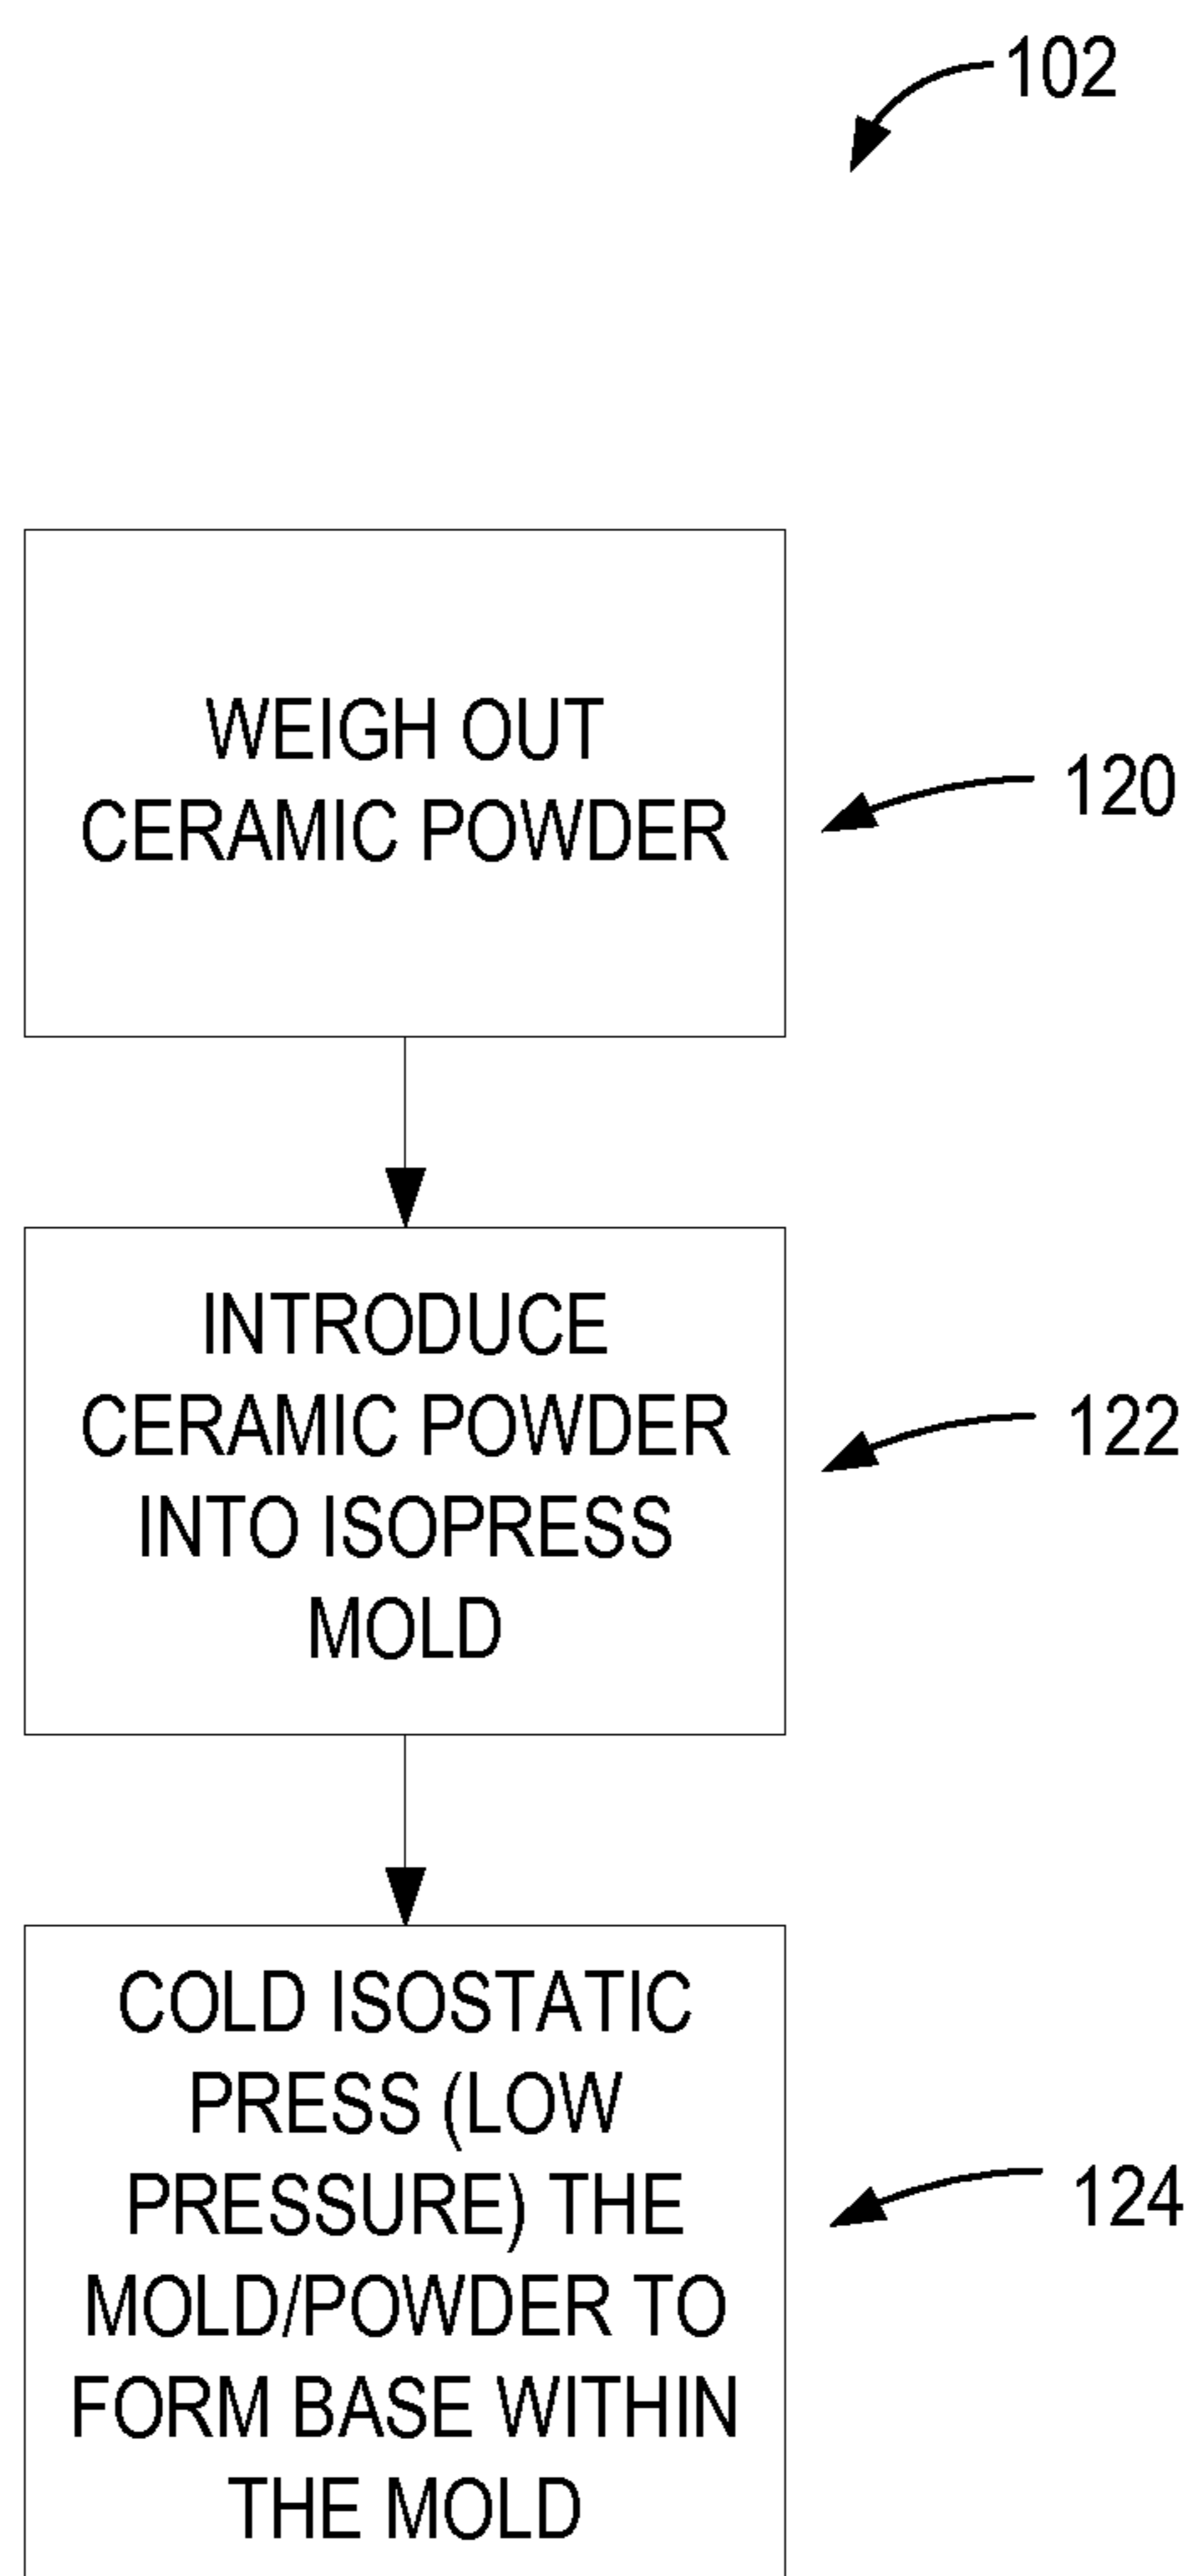 102
WEIGH OUT
CERAMIC POWDER
120
INTRODUCE
CERAMIC POWDER
INTO ISOPRESS
MOLD
122
COLD ISOSTATIC
PRESS (LOW
PRESSURE) THE
MOLD/POWDER TO
FORM BASE WITHIN
THE MOLD
124